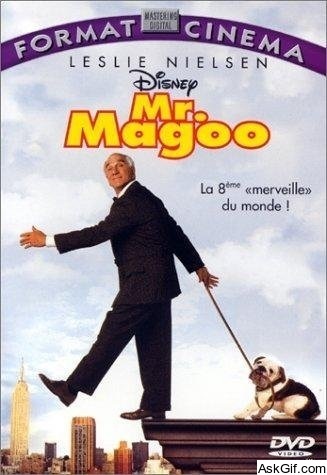 MASTERING
DIGITAL
FORMAT CINEMA
LESLIE NIELSEN
DISNEY
Mr.
Magoo
La 8ème «merveille»
du monde !
DVD
VIDEO
AskGif.com